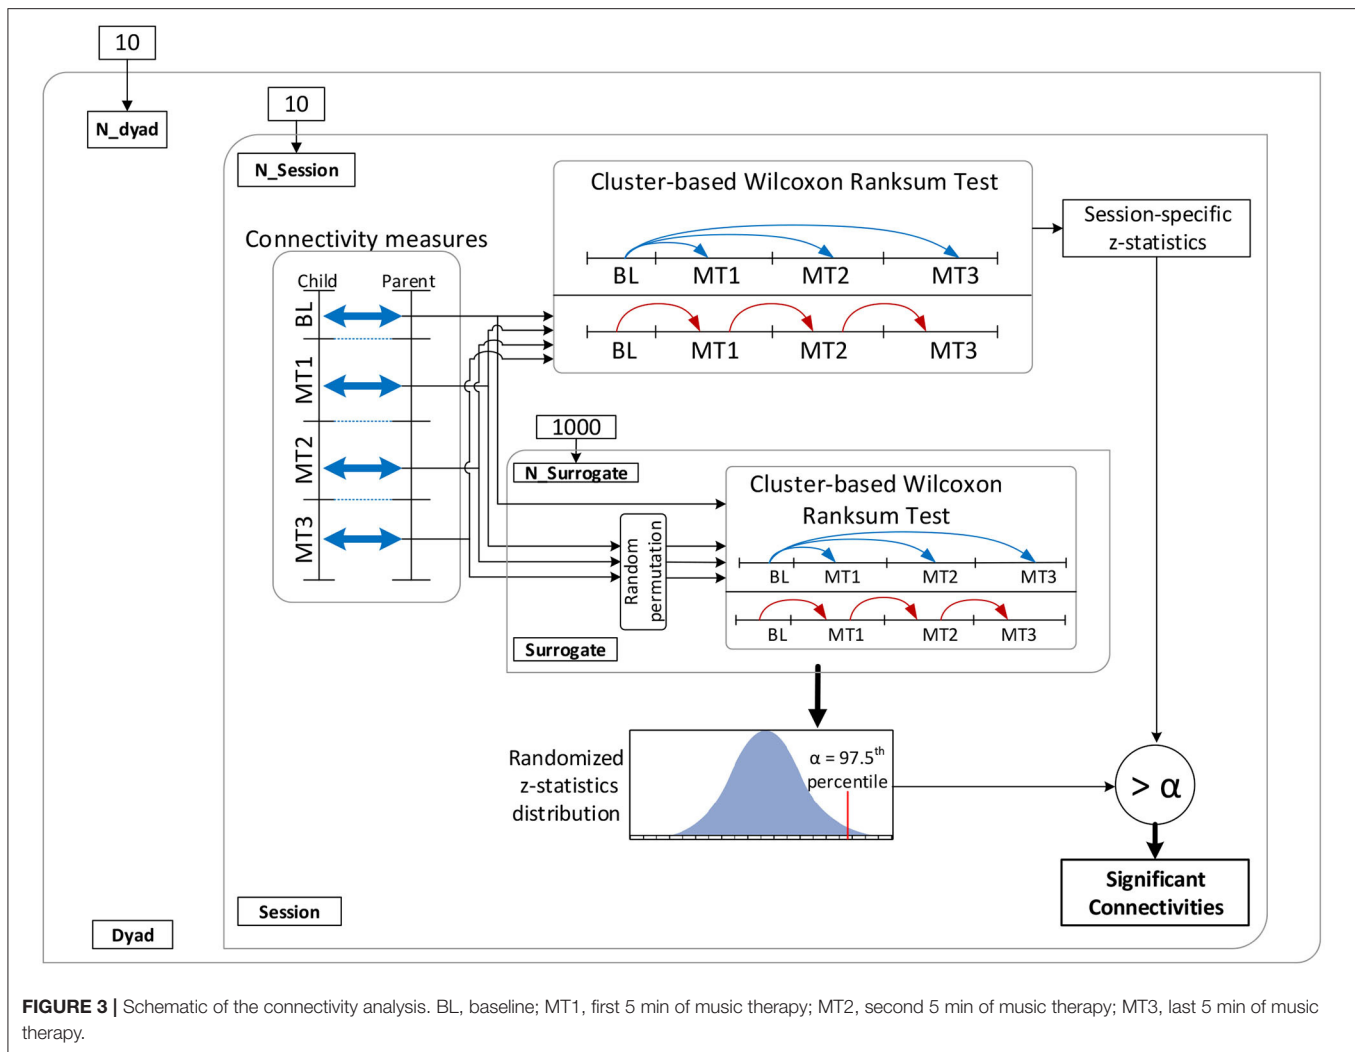 10
N_dyad
10
N_Session
Connectivity measures
Child Parent
BL
MT1
MT2
MT3
Cluster-based Wilcoxon Ranksum Test
BL MT1 MT2 MT3
BL MT1 MT2 MT3
Session-specific
z-statistics
1000
N_Surrogate
Random
permutation
Cluster-based Wilcoxon
Ranksum Test
BL MT1 MT2 MT3
BL MT1 MT2 MT3
Surrogate
Randomized
z-statistics
distribution
α = 97.5th
percentile
> α
Significant
Connectivities
Session
Dyad
FIGURE 3 | Schematic of the connectivity analysis. BL, baseline; MT1, first 5 min of music therapy; MT2, second 5 min of music therapy; MT3, last 5 min of music
therapy.